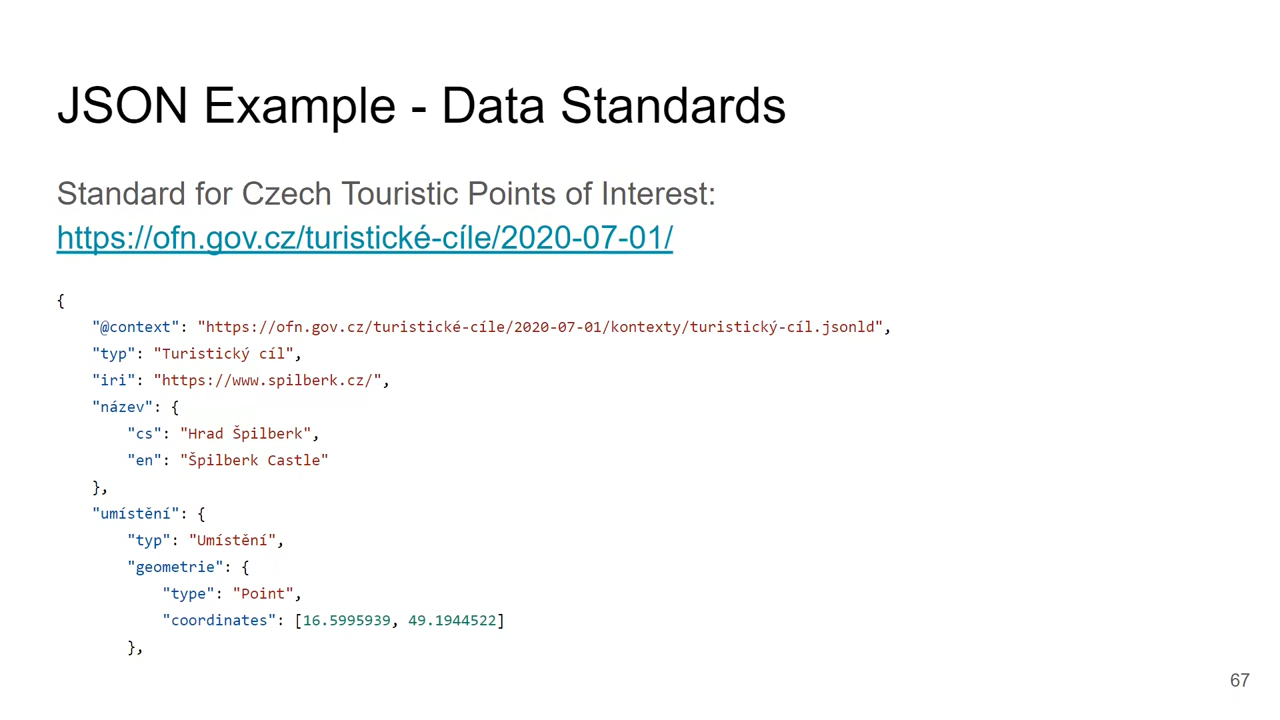 JSON Example - Data Standards
Standard for Czech Touristic Points of Interest:
https://ofn.gov.cz/turistické-cíle/2020-07-01/
{
    "@context": "https://ofn.gov.cz/turistické-cíle/2020-07-01/kontexty/turistický-cíl.jsonld",
    "typ": "Turistický cíl",
    "iri": "https://www.spilberk.cz/",
    "název": {
        "cs": "Hrad Špilberk",
        "en": "Špilberk Castle"
    },
    "umístění": {
        "typ": "Umístění",
        "geometrie": {
            "type": "Point",
            "coordinates": [16.5995939, 49.1944522]
        },
67